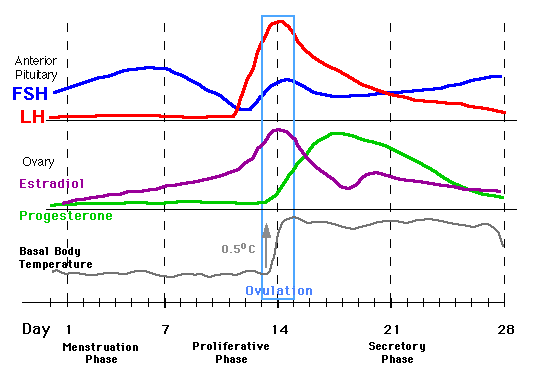 Anterior
Pituitary
FSH
LH
Ovary
Estradiol
Progesterone
0.5°C
Basal Body
Temperature
Ovulation
Day 1 7 14 21 28
Menstruation Phase
Proliferative Phase
Secretory Phase